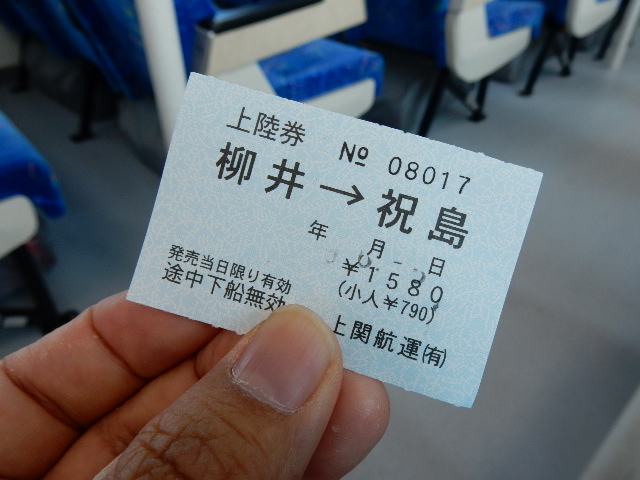 上陸券 № 08017
柳井→祝島
年 月 日
発売当日限り有効 ¥1580
途中下船無効 (小人¥790)
上関航運㈲